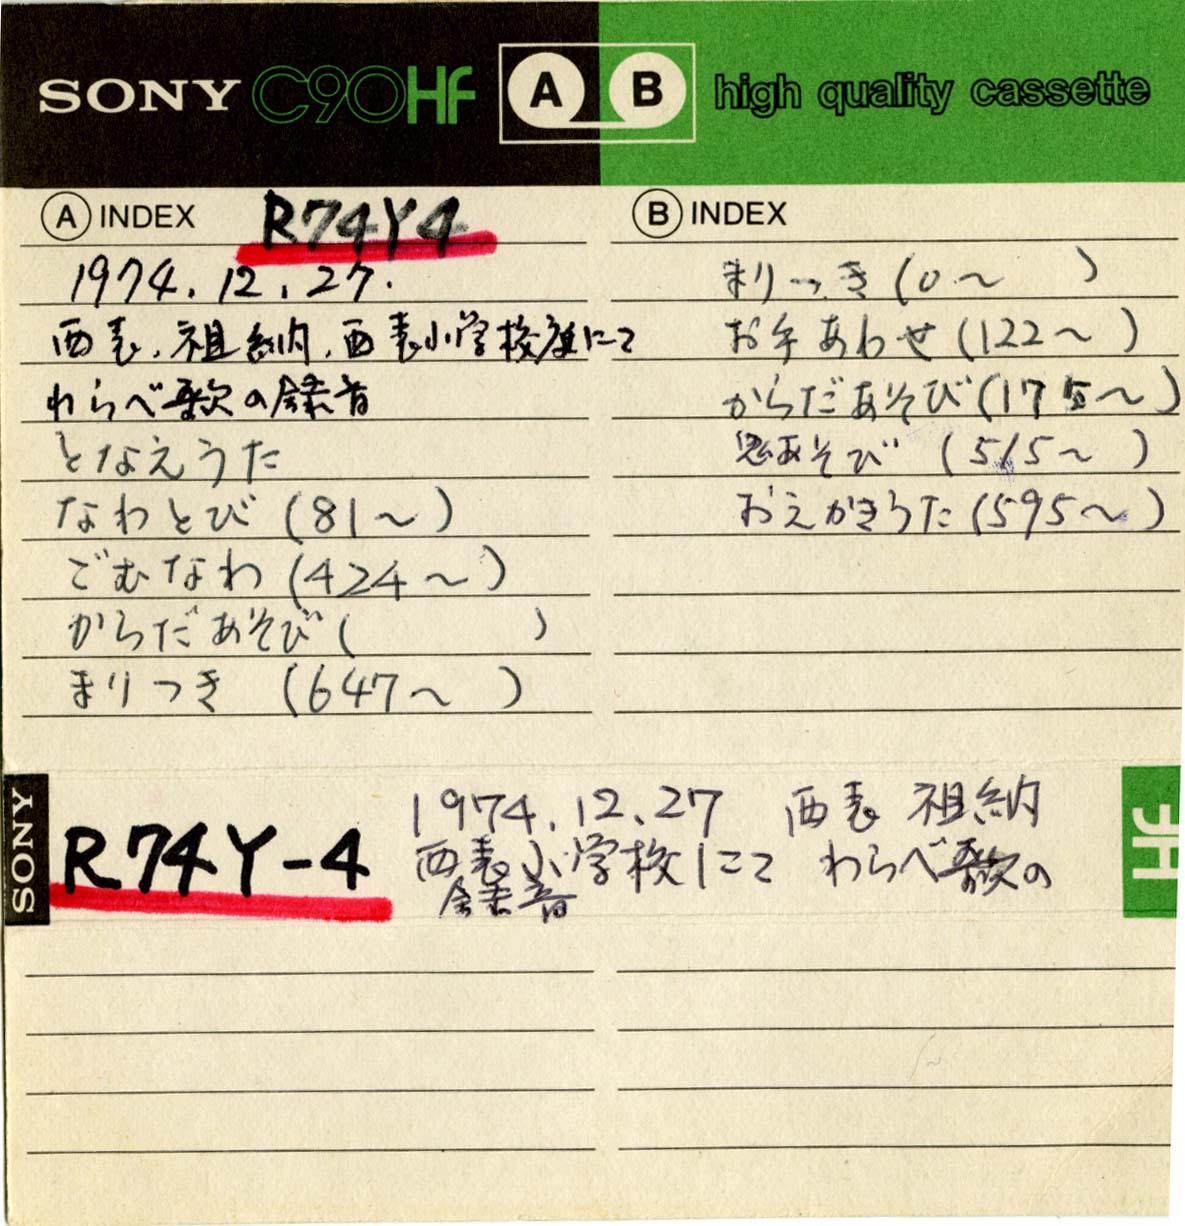 SONY C90HF A B high quality cassette
A INDEX R74Y4
1974.12.27.
西表.祖納.西表小学校庭にて
わらべ歌の録音
となえうた
なわとび(81〜)
ごむなわ(424〜)
からだあそび( )
まりつき (647〜 )
B INDEX
まりつき(0〜 )
お手あわせ(122〜)
からだあそび(175〜)
あそび (515〜 )
おえかきうた(595〜)
SONY
R74Y-4
1974.12.27 西表 祖納
西表小学校にて わらべ歌の
録音
HF